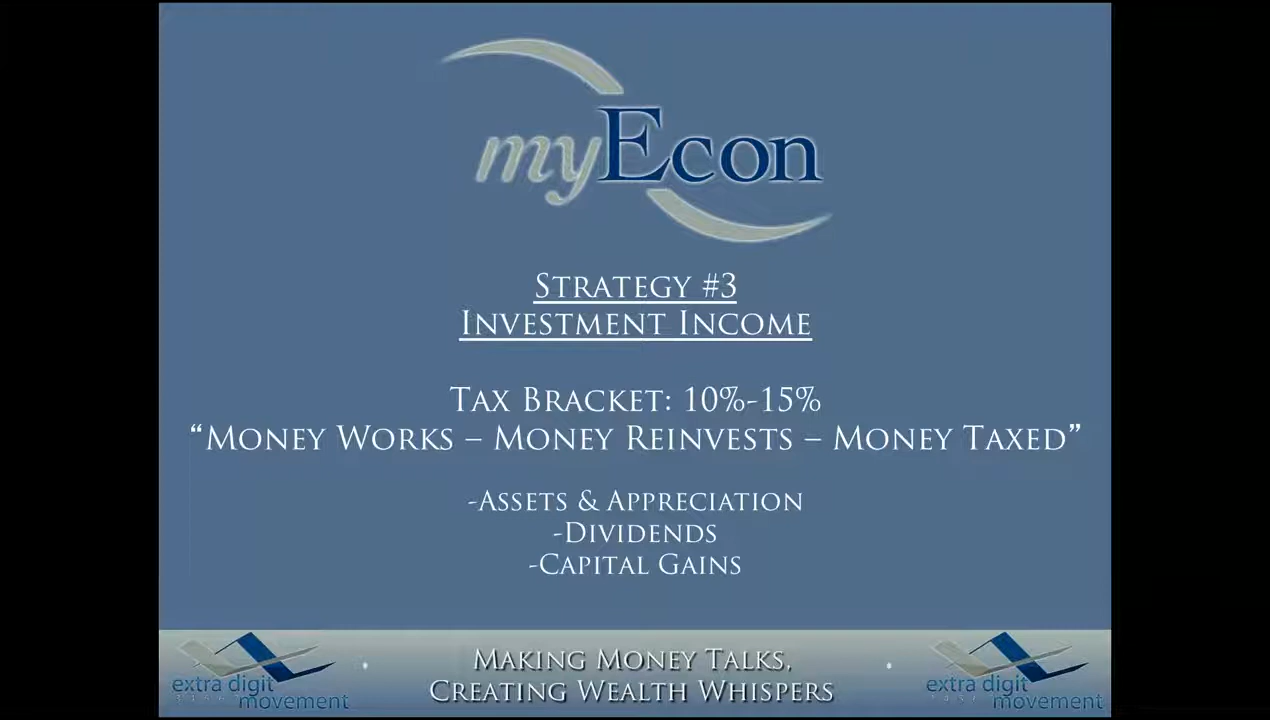 myEcon
Strategy #3
Investment Income
Tax Bracket: 10%-15%
“Money Works – Money Reinvests – Money Taxed”
-Assets & Appreciation
-Dividends
-Capital Gains
extra digit
movement
Making Money Talks,
Creating Wealth Whispers
extra digit
movement